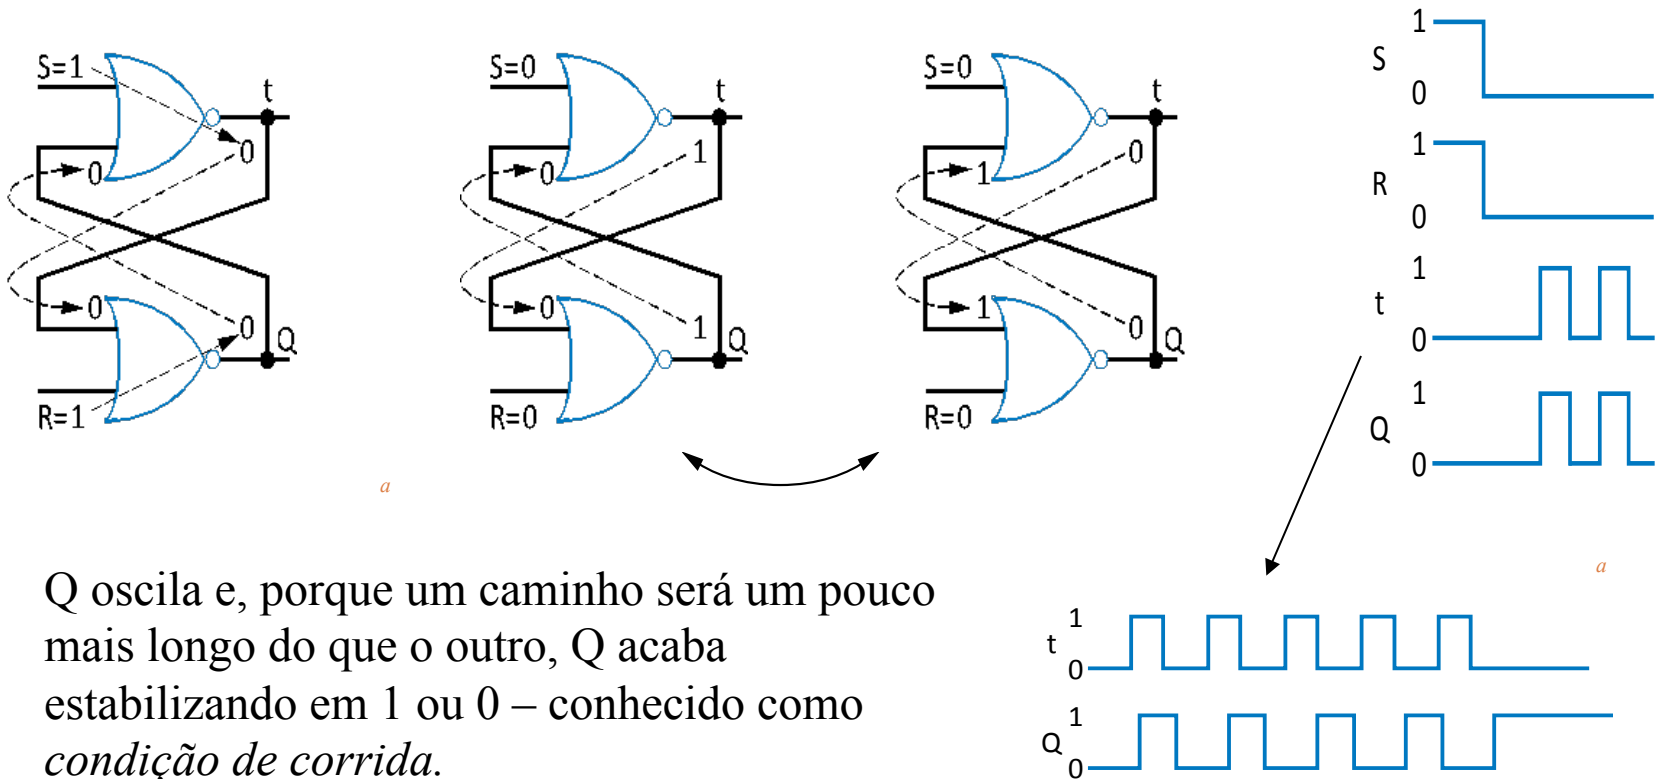 S=1
t
0
0
0
0
Q
R=1
S=0
t
1
0
0
1
Q
R=0
S=0
t
0
1
1
0
Q
R=0
a
S
1
0
R
1
0
t
1
0
Q
1
0
a
Q oscila e, porque um caminho será um pouco
mais longo do que o outro, Q acaba
estabilizando em 1 ou 0 – conhecido como
condição de corrida.
t
1
0
Q
1
0